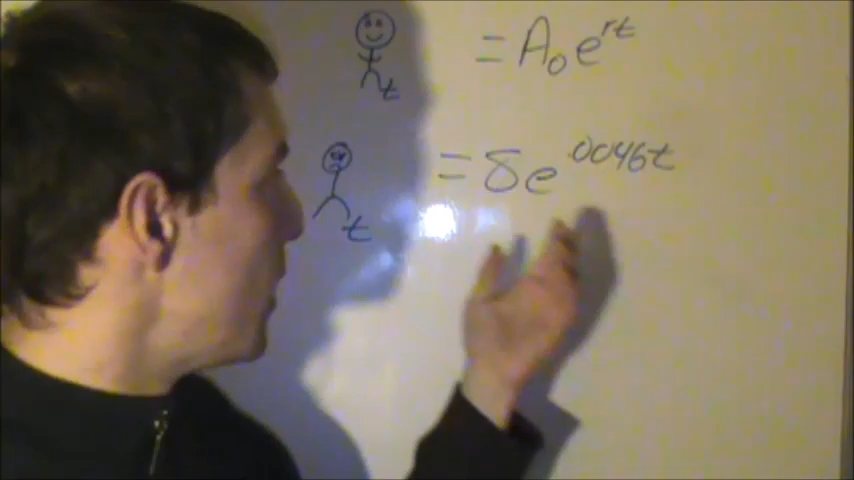 t = A₀e^rt
t = 8e^.0046t